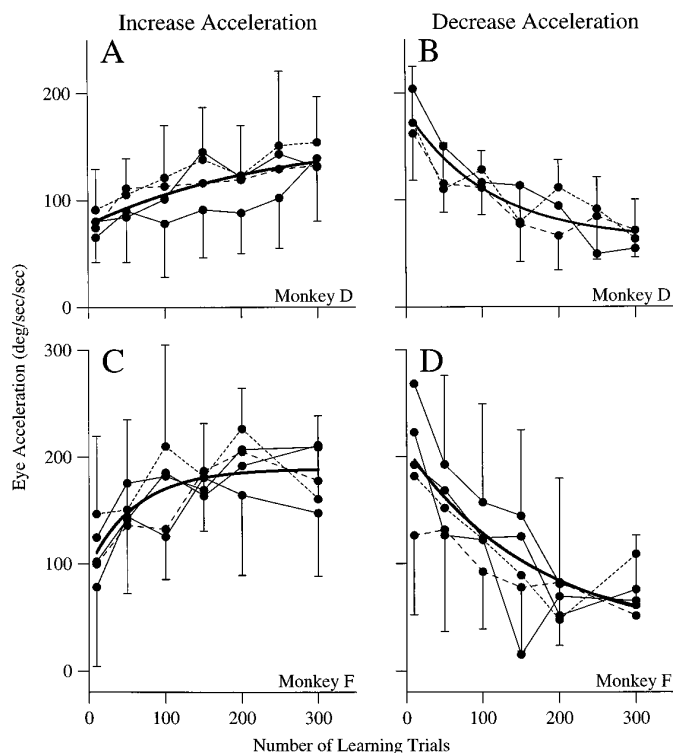 Increase Acceleration
Decrease Acceleration
A
B
200
100
0
Monkey D
Monkey D
Eye Acceleration (deg/sec/sec)
C
D
300
200
100
0
Monkey F
Monkey F
0 100 200 300
0 100 200 300
Number of Learning Trials